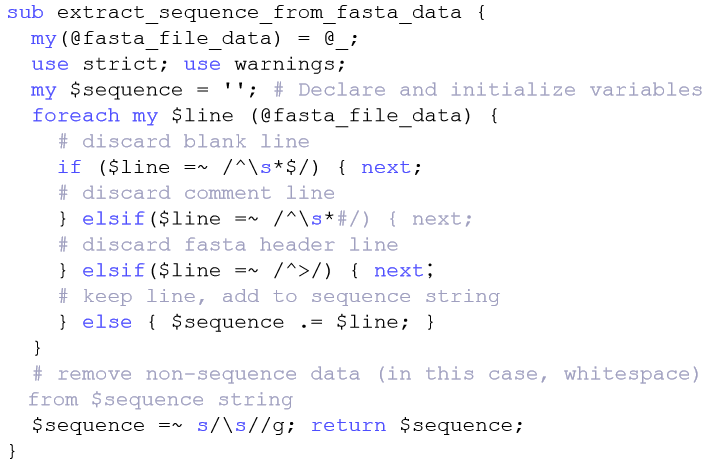 sub extract_sequence_from_fasta_data {
  my(@fasta_file_data) = @_;
  use strict; use warnings;
  my $sequence = ''; # Declare and initialize variables
  foreach my $line (@fasta_file_data) {
    # discard blank line
    if ($line =~ /^\s*$/) { next;
    # discard comment line
    } elsif($line =~ /^\s*#/) { next;
    # discard fasta header line
    } elsif($line =~ /^>/) { next;
    # keep line, add to sequence string
    } else { $sequence .= $line; }
  }
  # remove non-sequence data (in this case, whitespace)
  from $sequence string
  $sequence =~ s/\s//g; return $sequence;
}